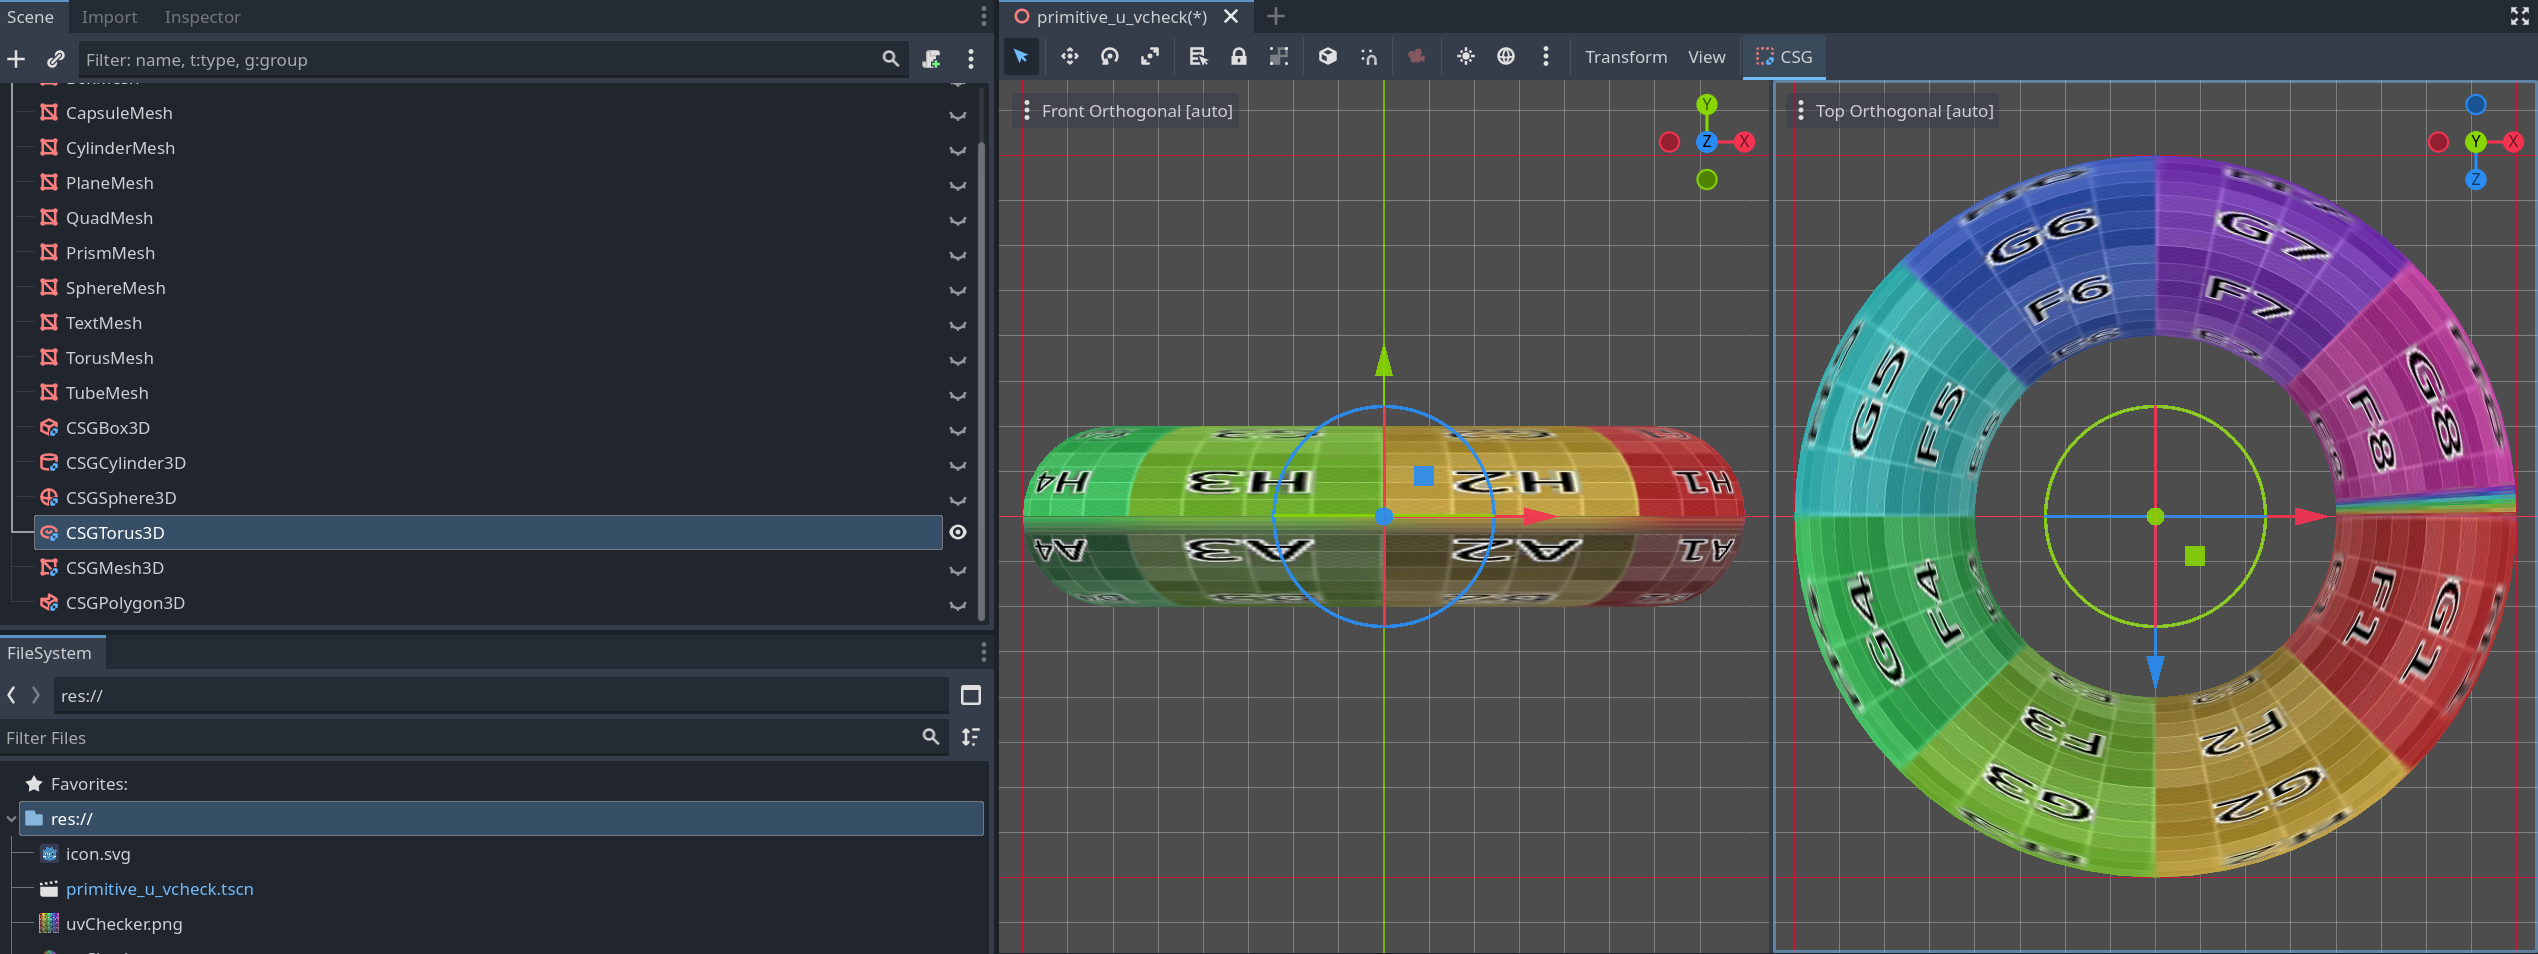 Scene Import Inspector
Filter: name, t:type, g:group
CapsuleMesh
CylinderMesh
PlaneMesh
QuadMesh
PrismMesh
SphereMesh
TextMesh
TorusMesh
TubeMesh
CSGBox3D
CSGCylinder3D
CSGSphere3D
CSGTorus3D
CSGMesh3D
CSGPolygon3D
FileSystem
res://
Filter Files
Favorites:
res://
icon.svg
primitive_u_vcheck.tscn
uvChecker.png
primitive_u_vcheck(*)
Transform View CSG
Front Orthogonal [auto]
Y
Z X
H4 H3 H2 H1
A4 A3 A2 A1
Top Orthogonal [auto]
Y X
Z
G6 G7
F6 F7
G5 F5 F8 G8
G4 F4 F1 G1
F3 F2
G3 G2